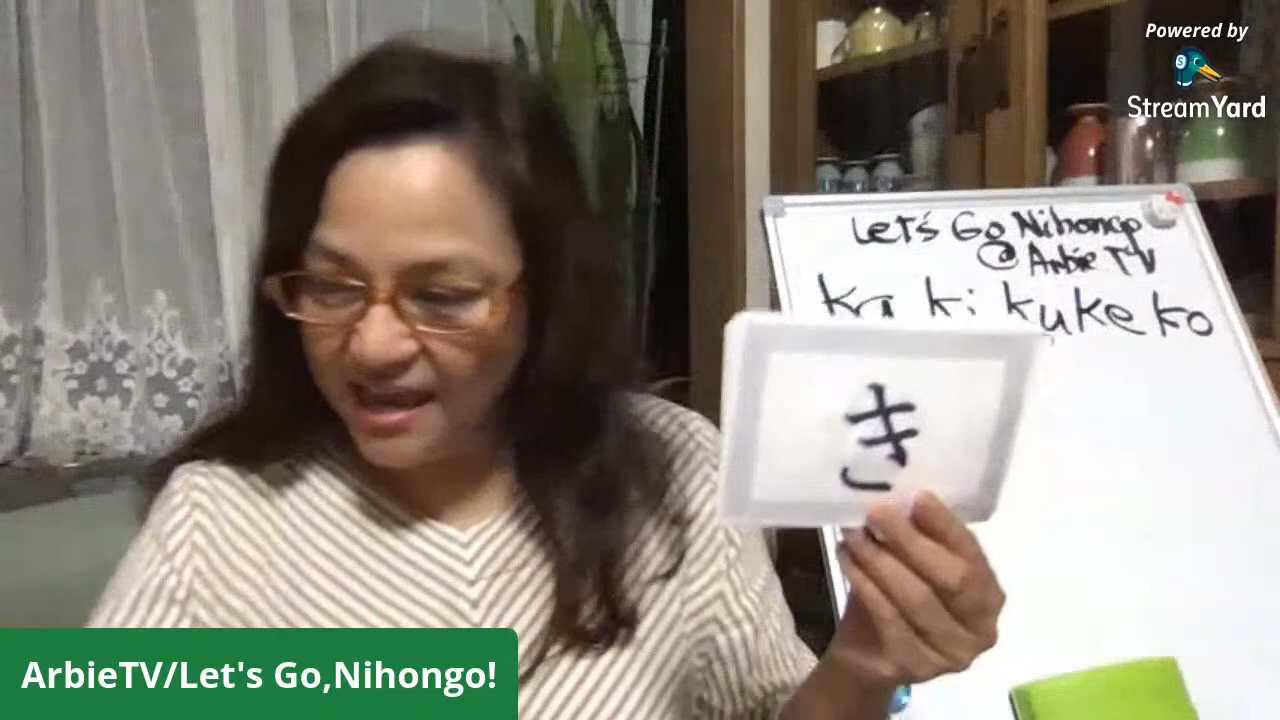 Powered by
StreamYard
Let's Go Nihongo
@ Arbie TV
ka ki ku ke ko
き
ArbieTV/Let's Go,Nihongo!